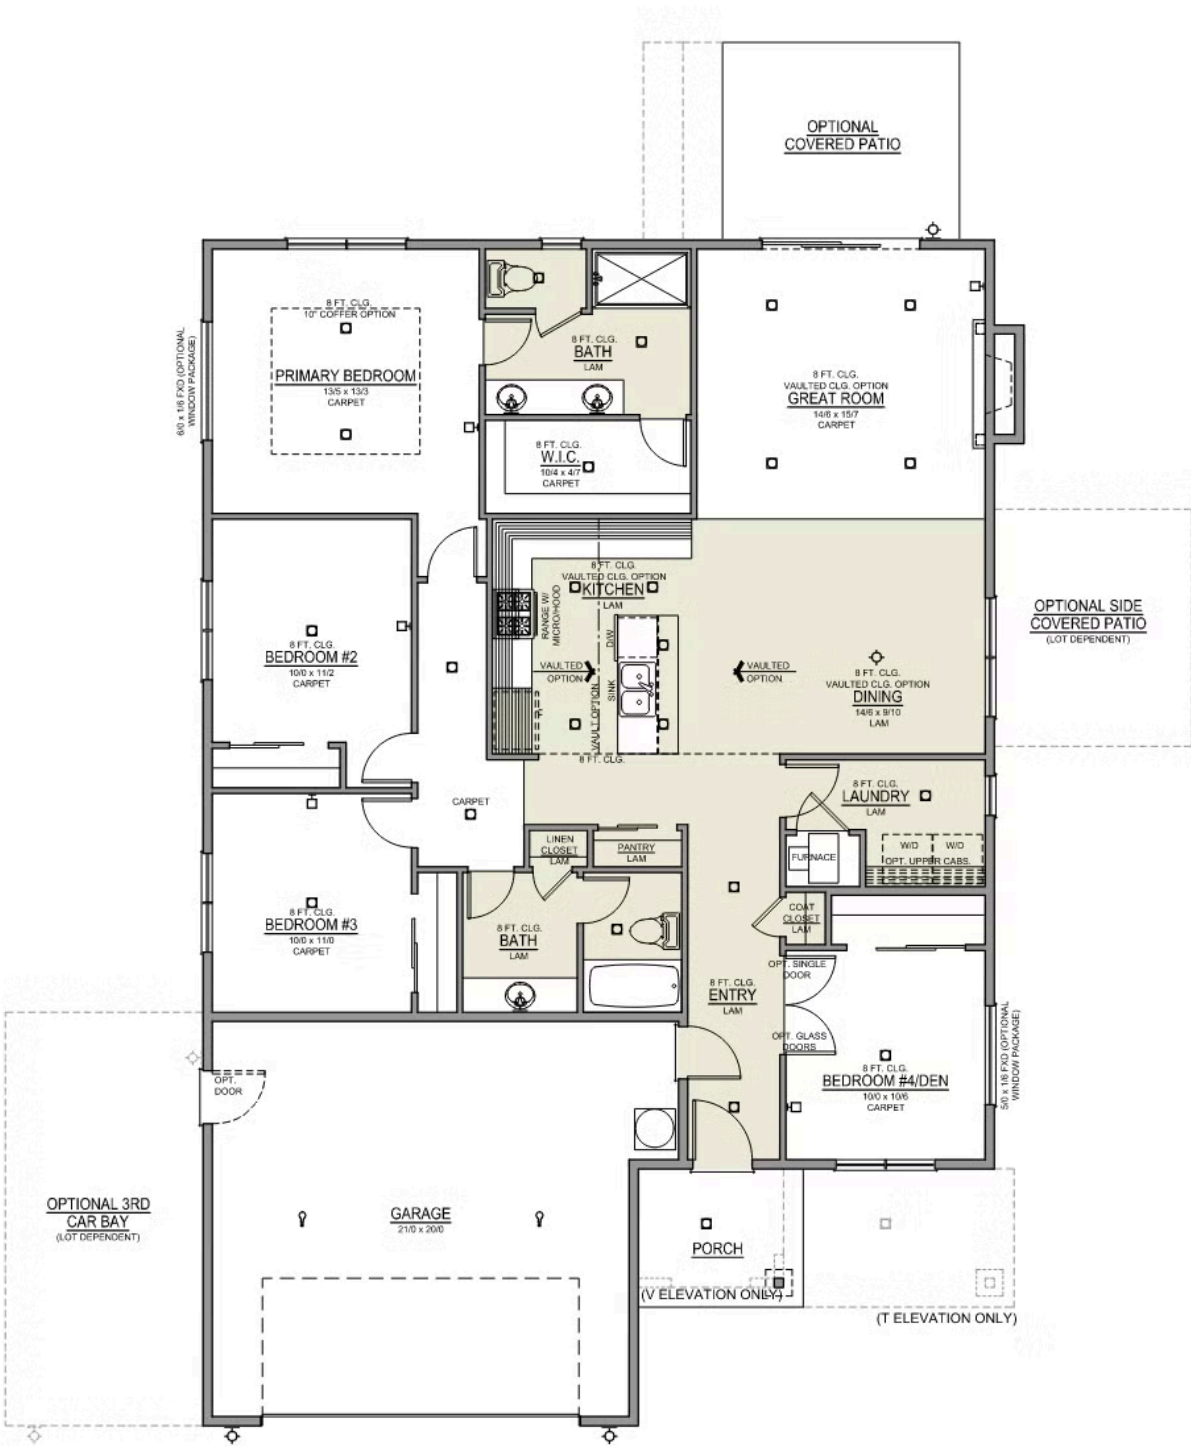 OPTIONAL
COVERED PATIO
8 FT. CLG.
10" COFFER OPTION
PRIMARY BEDROOM
13/5 x 13/3
CARPET
6/0 x 1/6 FXD (OPTIONAL
WINDOW PACKAGE)
8 FT. CLG.
BATH
LAM
8 FT. CLG.
VAULTED CLG. OPTION
GREAT ROOM
14/6 x 15/7
CARPET
8 FT. CLG.
W.I.C.
10/4 x 4/7
CARPET
8 FT. CLG.
VAULTED CLG. OPTION
KITCHEN
LAM
RANGE W/
MICRO/HOOD
D/W
SINK
VAULTED
OPTION
VAULT OPTION
VAULTED
OPTION
8 FT. CLG.
8 FT. CLG.
VAULTED CLG. OPTION
DINING
14/6 x 9/10
LAM
OPTIONAL SIDE
COVERED PATIO
(LOT DEPENDENT)
8 FT. CLG.
BEDROOM #2
10/0 x 11/2
CARPET
CARPET
8 FT. CLG.
LAUNDRY
LAM
W/D
W/D
OPT. UPPER CABS.
FURNACE
LINEN
CLOSET
LAM
PANTRY
LAM
COAT
CLOSET
LAM
8 FT. CLG.
BEDROOM #3
10/0 x 11/0
CARPET
8 FT. CLG.
BATH
LAM
8 FT. CLG.
ENTRY
LAM
OPT. SINGLE
DOOR
OPT. GLASS
DOORS
8 FT. CLG.
BEDROOM #4/DEN
10/0 x 10/6
CARPET
5/0 x 1/6 FXD (OPTIONAL
WINDOW PACKAGE)
OPT.
DOOR
OPTIONAL 3RD
CAR BAY
(LOT DEPENDENT)
GARAGE
21/0 x 20/0
PORCH
(V ELEVATION ONLY)
(T ELEVATION ONLY)